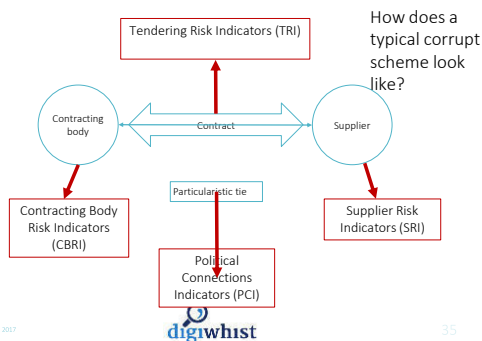 Tendering Risk Indicators (TRI)
How does a
typical corrupt
scheme look
like?
Contracting
body
Contract
Supplier
Particularistic tie
Contracting Body
Risk Indicators
(CBRI)
Supplier Risk
Indicators (SRI)
Political
Connections
Indicators (PCI)
digiwhist
2017
35